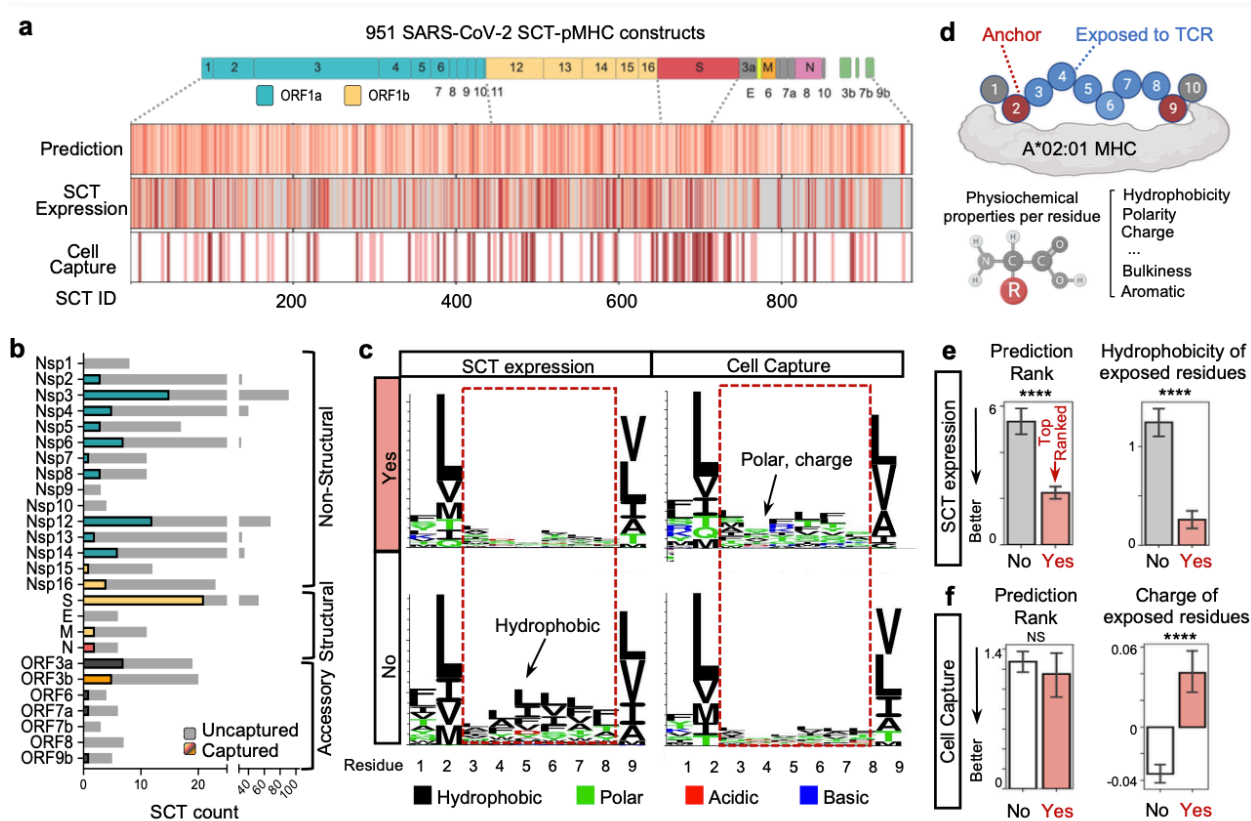 a
951 SARS-CoV-2 SCT-pMHC constructs
1 2 3 4 5 6 12 13 14 15 16 S 3a M N
7 8 9 10 11 E 6 7a 8 10 3b 7b 9b
ORF1a ORF1b
Prediction
SCT
Expression
Cell
Capture
SCT ID 200 400 600 800
d
Anchor
Exposed to TCR
1 2 3 4 5 6 7 8 9 10
A*02:01 MHC
Physiochemical
properties per residue
Hydrophobicity
Polarity
Charge
...
Bulkiness
Aromatic
H H O
N C C
H O H
R
b
Nsp1
Nsp2
Nsp3
Nsp4
Nsp5
Nsp6
Nsp7
Nsp8
Nsp9
Nsp10
Nsp12
Nsp13
Nsp14
Nsp15
Nsp16
S
E
M
N
ORF3a
ORF3b
ORF6
ORF7a
ORF7b
ORF8
ORF9b
Non-Structural
Structural
Accessory
Uncaptured
Captured
0 10 20 40 60 80 100
SCT count
c
SCT expression Cell Capture
Yes
No
Polar, charge
Hydrophobic
Residue 1 2 3 4 5 6 7 8 9 1 2 3 4 5 6 7 8 9
Hydrophobic Polar Acidic Basic
e
SCT expression
Prediction
Rank
****
6
0
Better
Top
Ranked
No Yes
Hydrophobicity of
exposed residues
****
1
0
No Yes
f
Cell Capture
Prediction
Rank
NS
1.4
0
Better
No Yes
Charge of
exposed residues
****
0.06
0
-0.04
No Yes